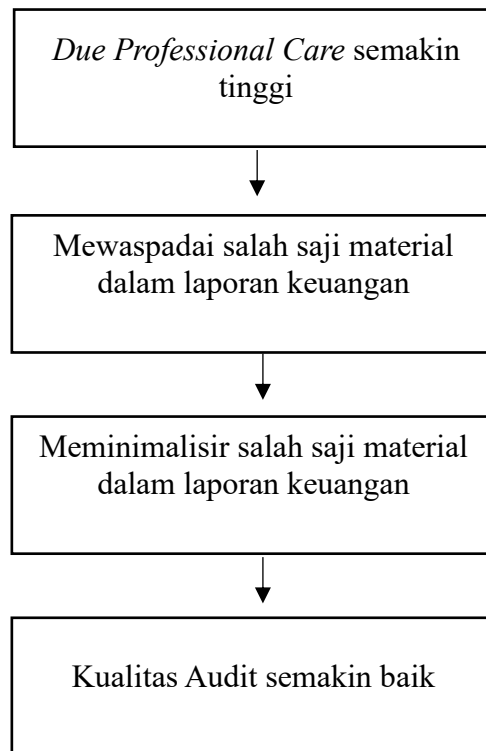 Due Professional Care semakin
tinggi
Mewaspadai salah saji material
dalam laporan keuangan
Meminimalisir salah saji material
dalam laporan keuangan
Kualitas Audit semakin baik